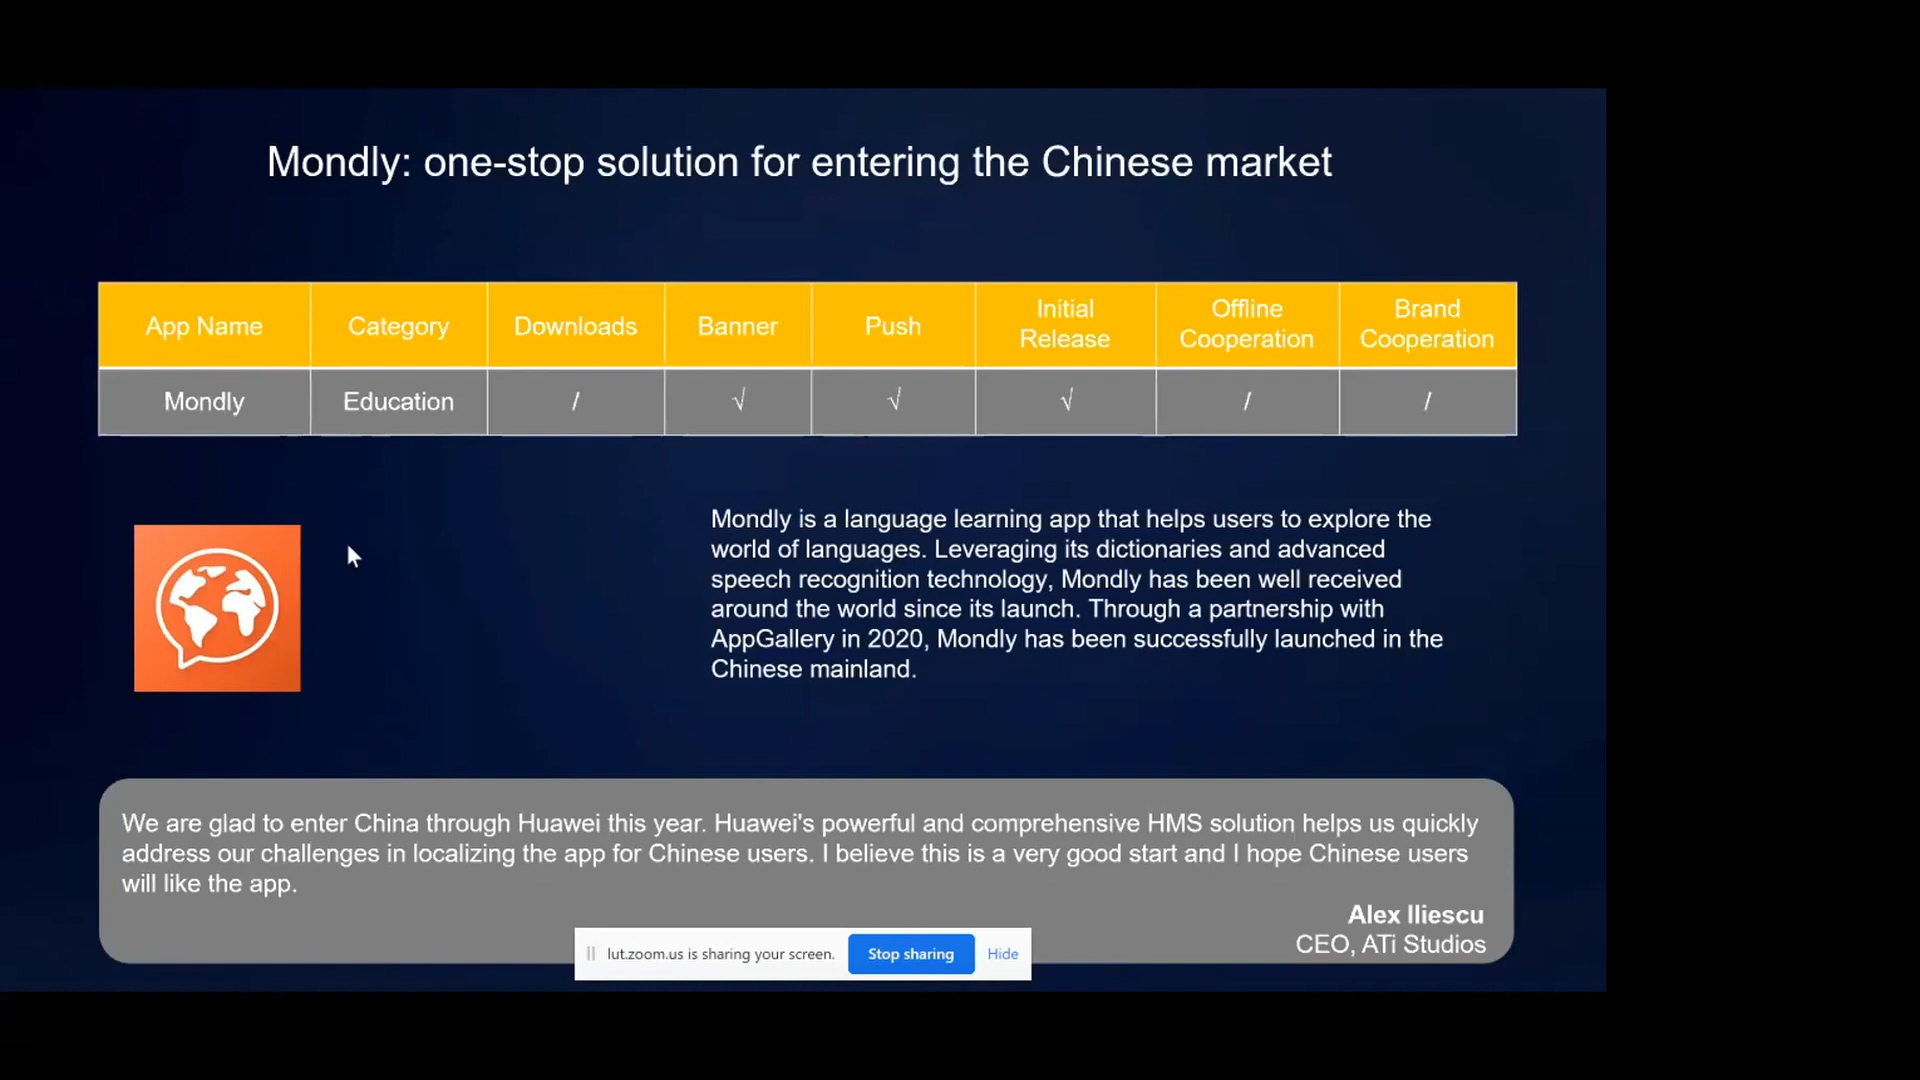 Mondly: one-stop solution for entering the Chinese market
App Name Category Downloads Banner Push Initial Release Offline Cooperation Brand Cooperation
Mondly Education / √ √ √ / /
Mondly is a language learning app that helps users to explore the
world of languages. Leveraging its dictionaries and advanced
speech recognition technology, Mondly has been well received
around the world since its launch. Through a partnership with
AppGallery in 2020, Mondly has been successfully launched in the
Chinese mainland.
We are glad to enter China through Huawei this year. Huawei's powerful and comprehensive HMS solution helps us quickly
address our challenges in localizing the app for Chinese users. I believe this is a very good start and I hope Chinese users
will like the app.
Alex Iliescu
CEO, ATi Studios
lut.zoom.us is sharing your screen. Stop sharing Hide